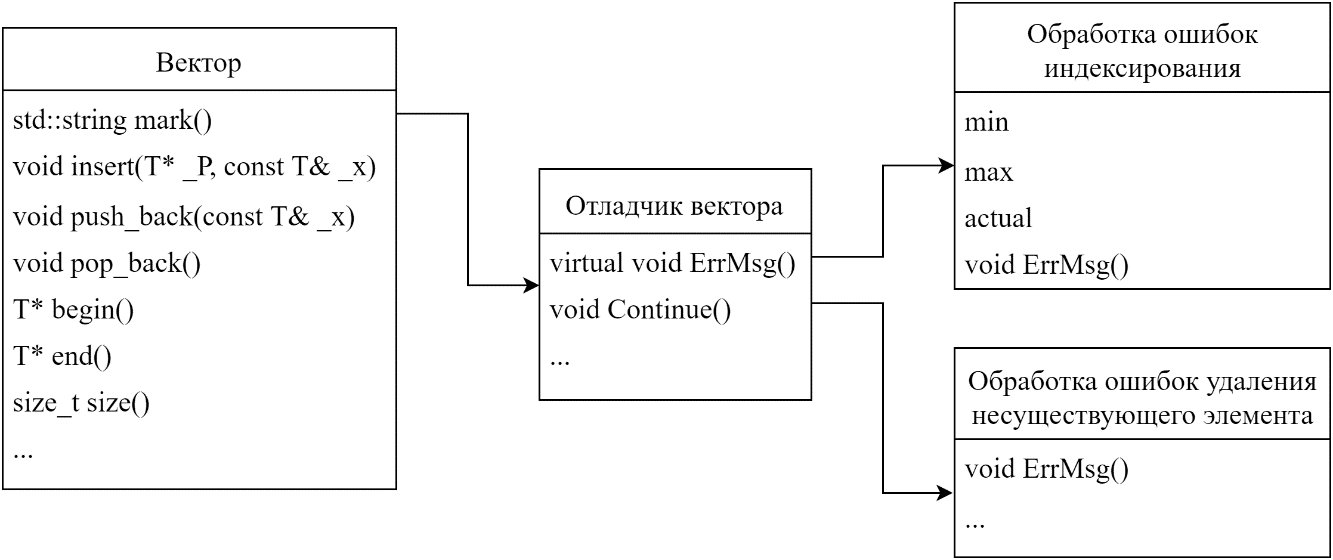 Вектор
std::string mark()
void insert(T* _P, const T& _x)
void push_back(const T& _x)
void pop_back()
T* begin()
T* end()
size_t size()
...
Отладчик вектора
virtual void ErrMsg()
void Continue()
...
Обработка ошибок
индексирования
min
max
actual
void ErrMsg()
Обработка ошибок удаления
несуществующего элемента
void ErrMsg()
...